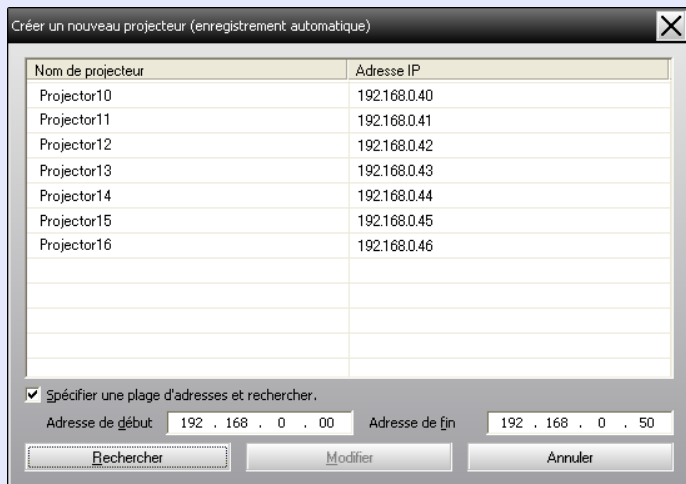 Créer un nouveau projecteur (enregistrement automatique)
Nom de projecteur Adresse IP
Projector10 192.168.0.40
Projector11 192.168.0.41
Projector12 192.168.0.42
Projector13 192.168.0.43
Projector14 192.168.0.44
Projector15 192.168.0.45
Projector16 192.168.0.46
Spécifier une plage d'adresses et rechercher.
Adresse de début 192 . 168 . 0 . 00 Adresse de fin 192 . 168 . 0 . 50
Rechercher Modifier Annuler